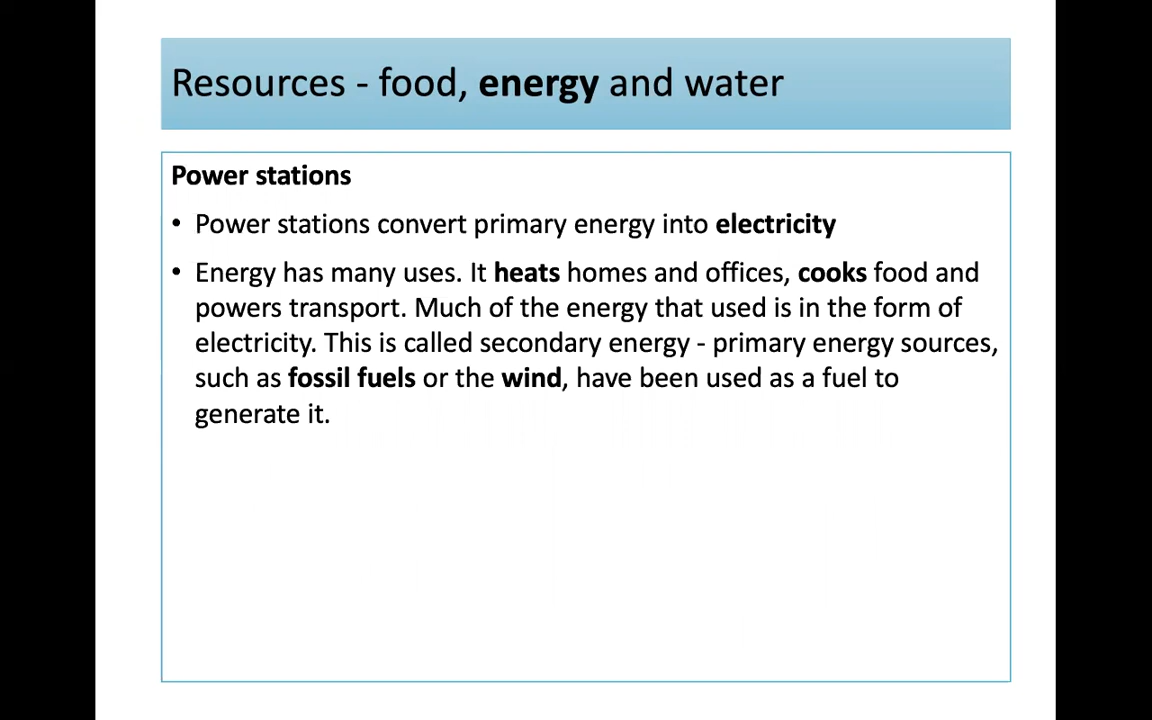 Resources - food, energy and water
Power stations
• Power stations convert primary energy into electricity
• Energy has many uses. It heats homes and offices, cooks food and
powers transport. Much of the energy that used is in the form of
electricity. This is called secondary energy - primary energy sources,
such as fossil fuels or the wind, have been used as a fuel to
generate it.